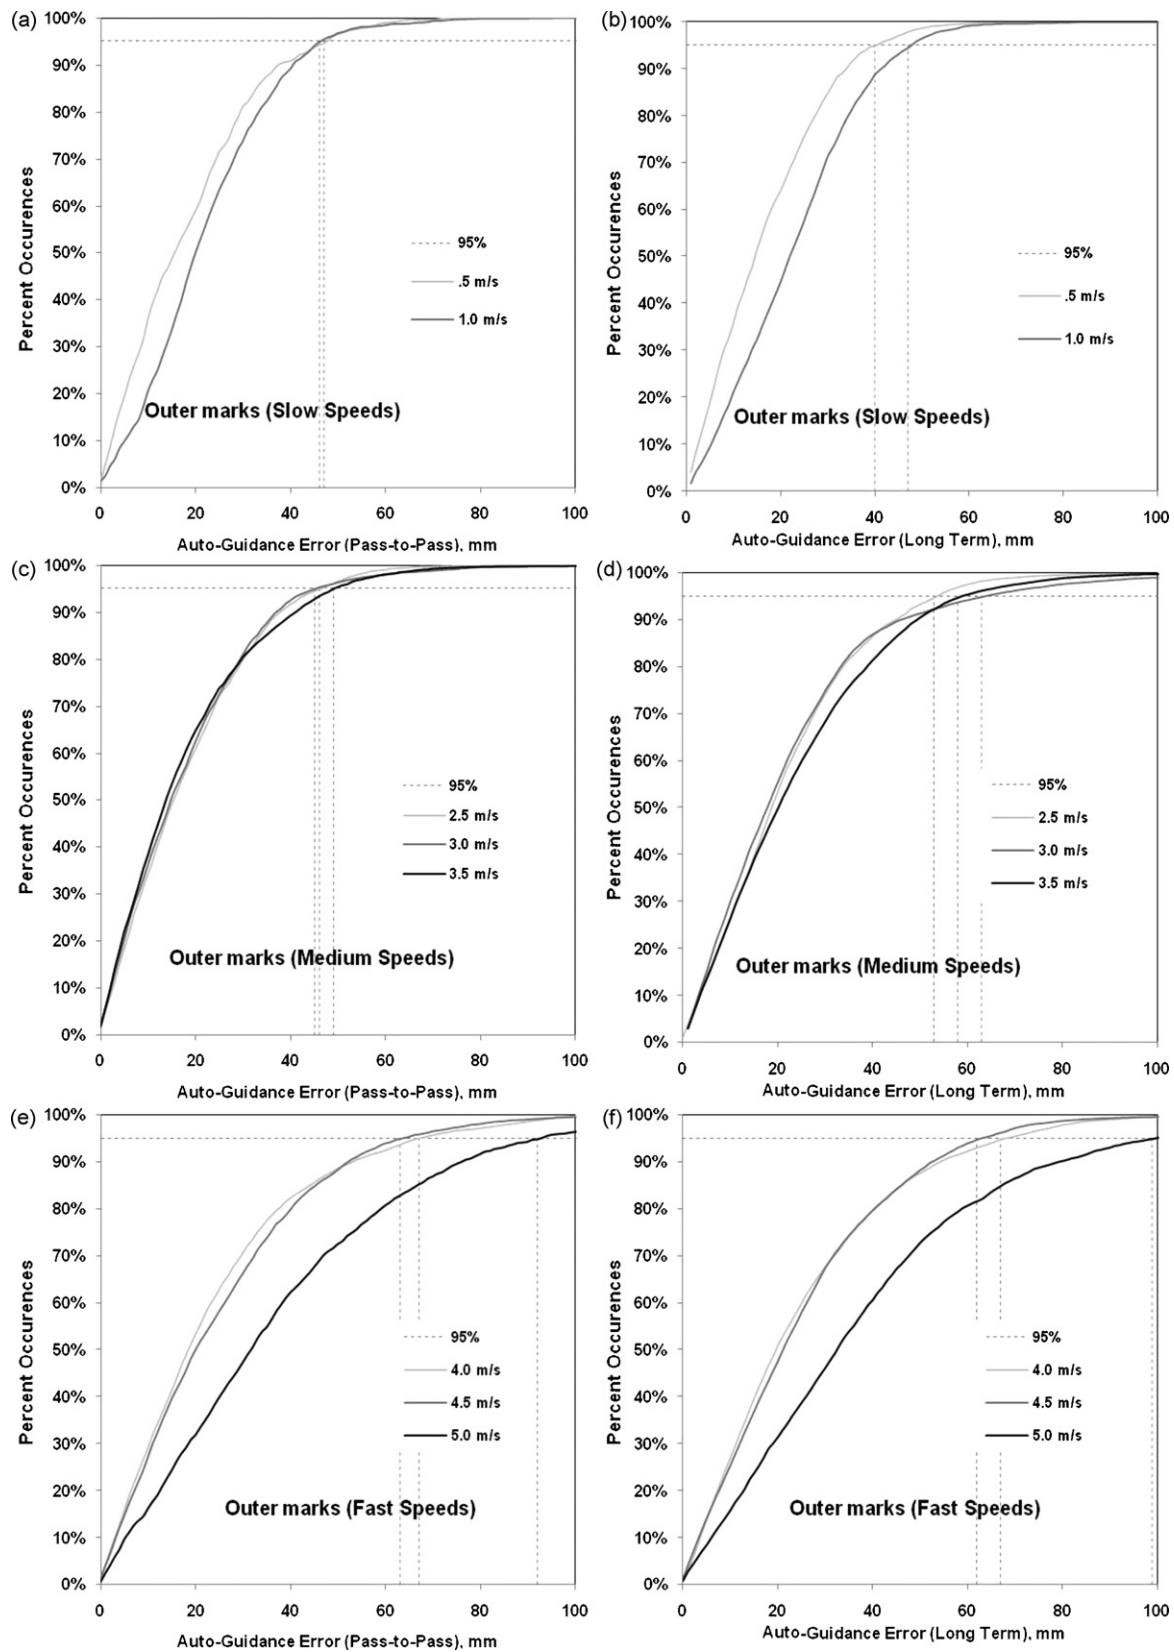 (a)
100%
90%
80%
70%
60%
50%
40%
30%
20%
10%
0%
Percent Occurences
95%
.5 m/s
1.0 m/s
Outer marks (Slow Speeds)
0 20 40 60 80 100
Auto-Guidance Error (Pass-to-Pass), mm
(b)
100%
90%
80%
70%
60%
50%
40%
30%
20%
10%
0%
Percent Occurences
95%
.5 m/s
1.0 m/s
Outer marks (Slow Speeds)
0 20 40 60 80 100
Auto-Guidance Error (Long Term), mm
(c)
100%
90%
80%
70%
60%
50%
40%
30%
20%
10%
0%
Percent Occurences
95%
2.5 m/s
3.0 m/s
3.5 m/s
Outer marks (Medium Speeds)
0 20 40 60 80 100
Auto-Guidance Error (Pass-to-Pass), mm
(d)
100%
90%
80%
70%
60%
50%
40%
30%
20%
10%
0%
Percent Occurences
95%
2.5 m/s
3.0 m/s
3.5 m/s
Outer marks (Medium Speeds)
0 20 40 60 80 100
Auto-Guidance Error (Long Term), mm
(e)
100%
90%
80%
70%
60%
50%
40%
30%
20%
10%
0%
Percent Occurences
95%
4.0 m/s
4.5 m/s
5.0 m/s
Outer marks (Fast Speeds)
0 20 40 60 80 100
Auto-Guidance Error (Pass-to-Pass), mm
(f)
100%
90%
80%
70%
60%
50%
40%
30%
20%
10%
0%
Percent Occurences
95%
4.0 m/s
4.5 m/s
5.0 m/s
Outer marks (Fast Speeds)
0 20 40 60 80 100
Auto-Guidance Error (Long Term), mm